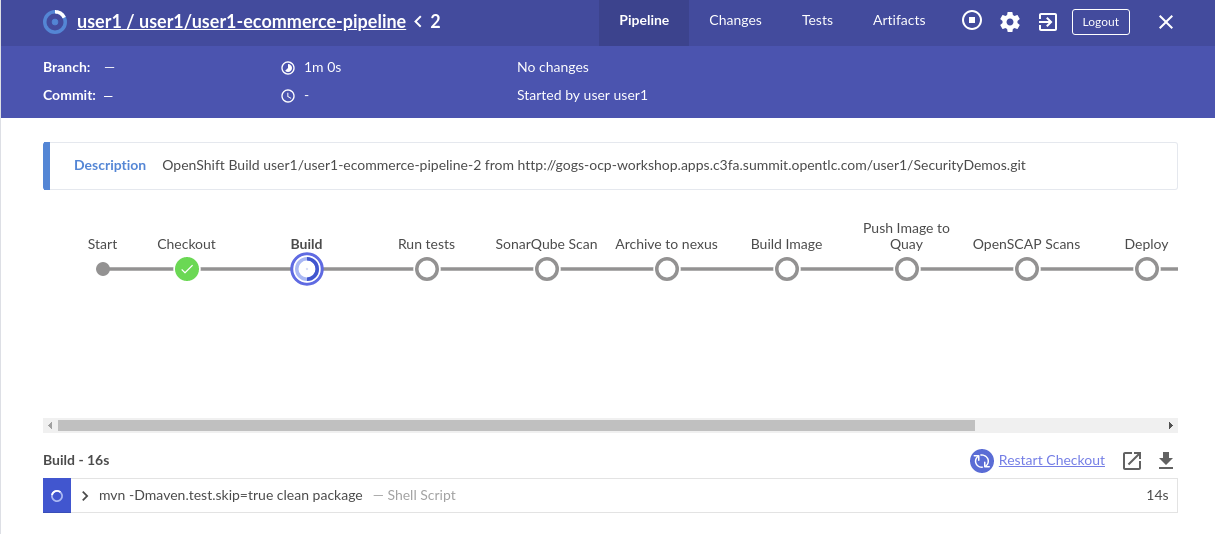 user1 / user1/user1-ecommerce-pipeline < 2 Pipeline Changes Tests Artifacts Logout
Branch: — 1m 0s No changes
Commit: — - Started by user user1
Description OpenShift Build user1/user1-ecommerce-pipeline-2 from http://gogs-ocp-workshop.apps.c3fa.summit.opentlc.com/user1/SecurityDemos.git
Start Checkout Build Run tests SonarQube Scan Archive to nexus Build Image Push Image to Quay OpenSCAP Scans Deploy
Build - 16s Restart Checkout
mvn -Dmaven.test.skip=true clean package — Shell Script 14s